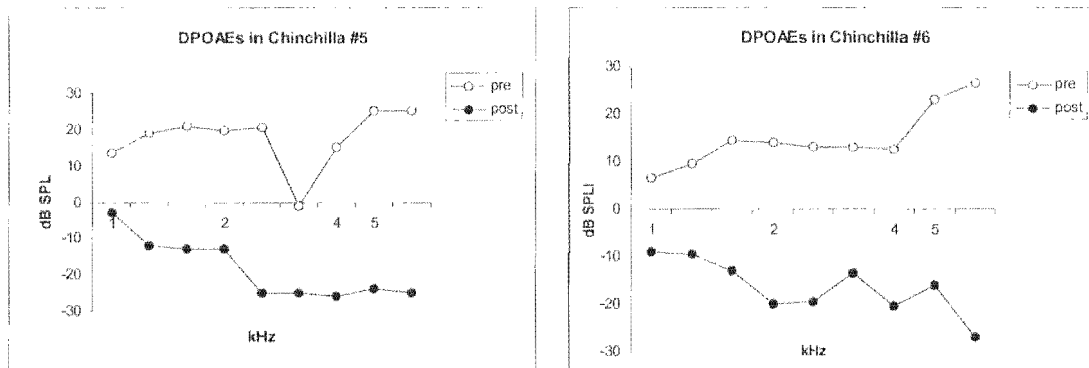 DPOAEs in Chinchilla #5
pre
post
30
20
10
0
-10
-20
-30
dB SPL
1
2
4
5
kHz
DPOAEs in Chinchilla #6
pre
post
30
20
10
0
-10
-20
-30
dB SPLl
1
2
4
5
kHz